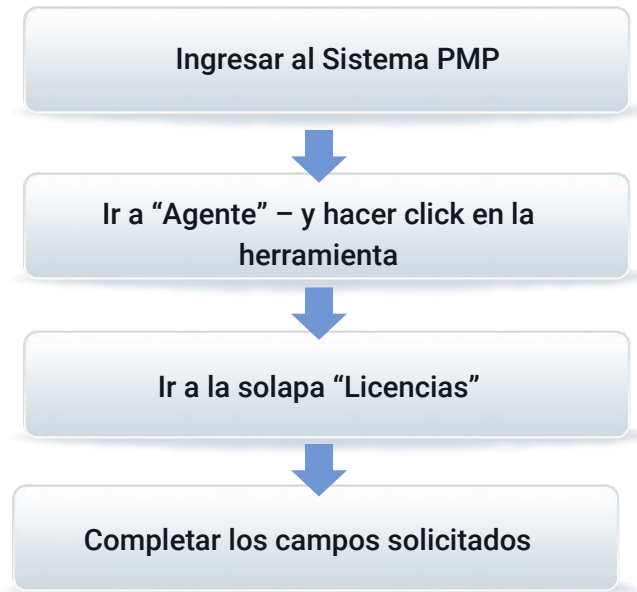 Ingresar al Sistema PMP
Ir a “Agente” – y hacer click en la
herramienta
Ir a la solapa “Licencias”
Completar los campos solicitados